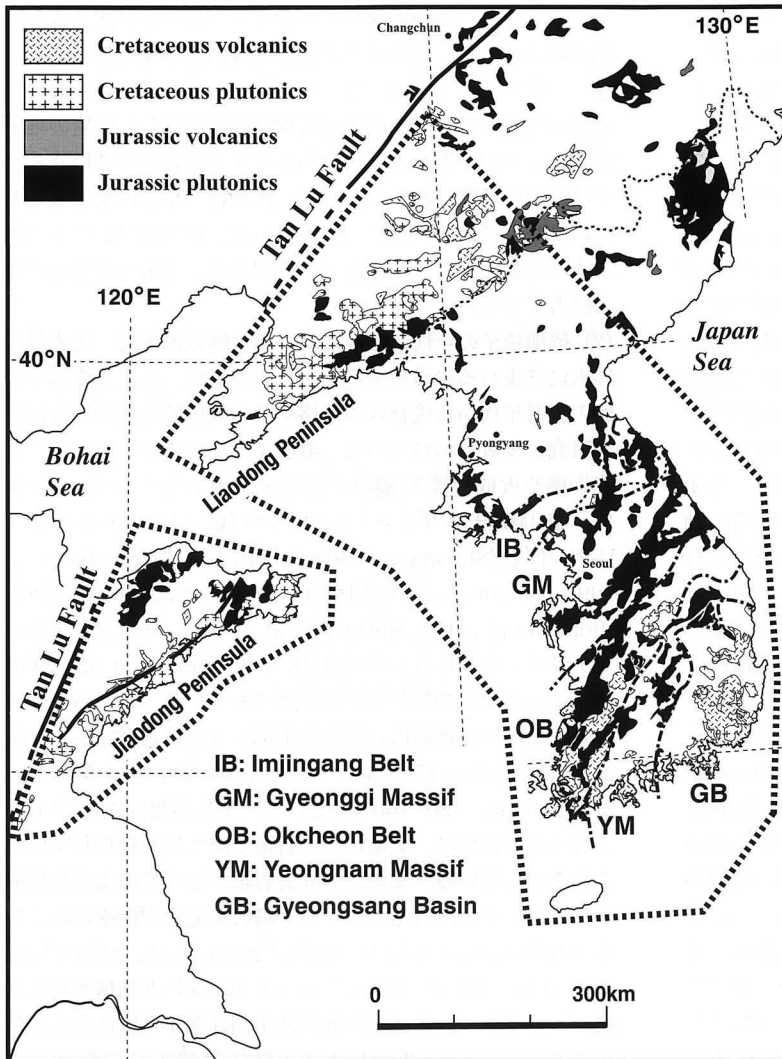 Cretaceous volcanics
Cretaceous plutonics
Jurassic volcanics
Jurassic plutonics
Changchun
130°E
Tan Lu Fault
120°E
40°N
Japan
Sea
Bohai
Sea
Liaodong Peninsula
Pyongyang
IB
GM
Seoul
Tan Lu Fault
Jiaodong Peninsula
OB
YM
GB
IB: Imjingang Belt
GM: Gyeonggi Massif
OB: Okcheon Belt
YM: Yeongnam Massif
GB: Gyeongsang Basin
0 300km